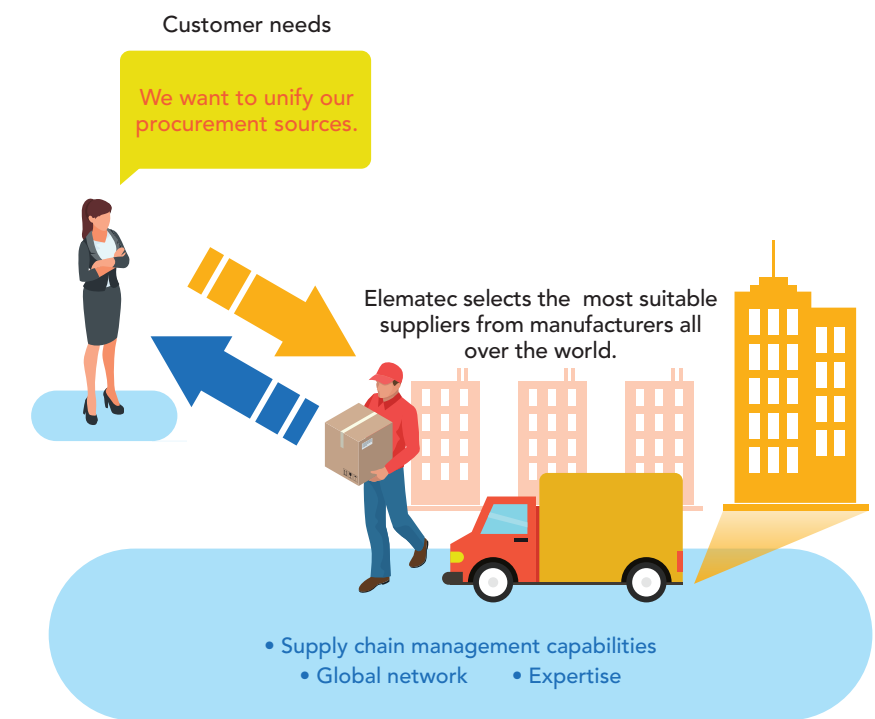 Customer needs
We want to unify our
procurement sources.
Elematec selects the most suitable
suppliers from manufacturers all
over the world.
• Supply chain management capabilities
• Global network • Expertise